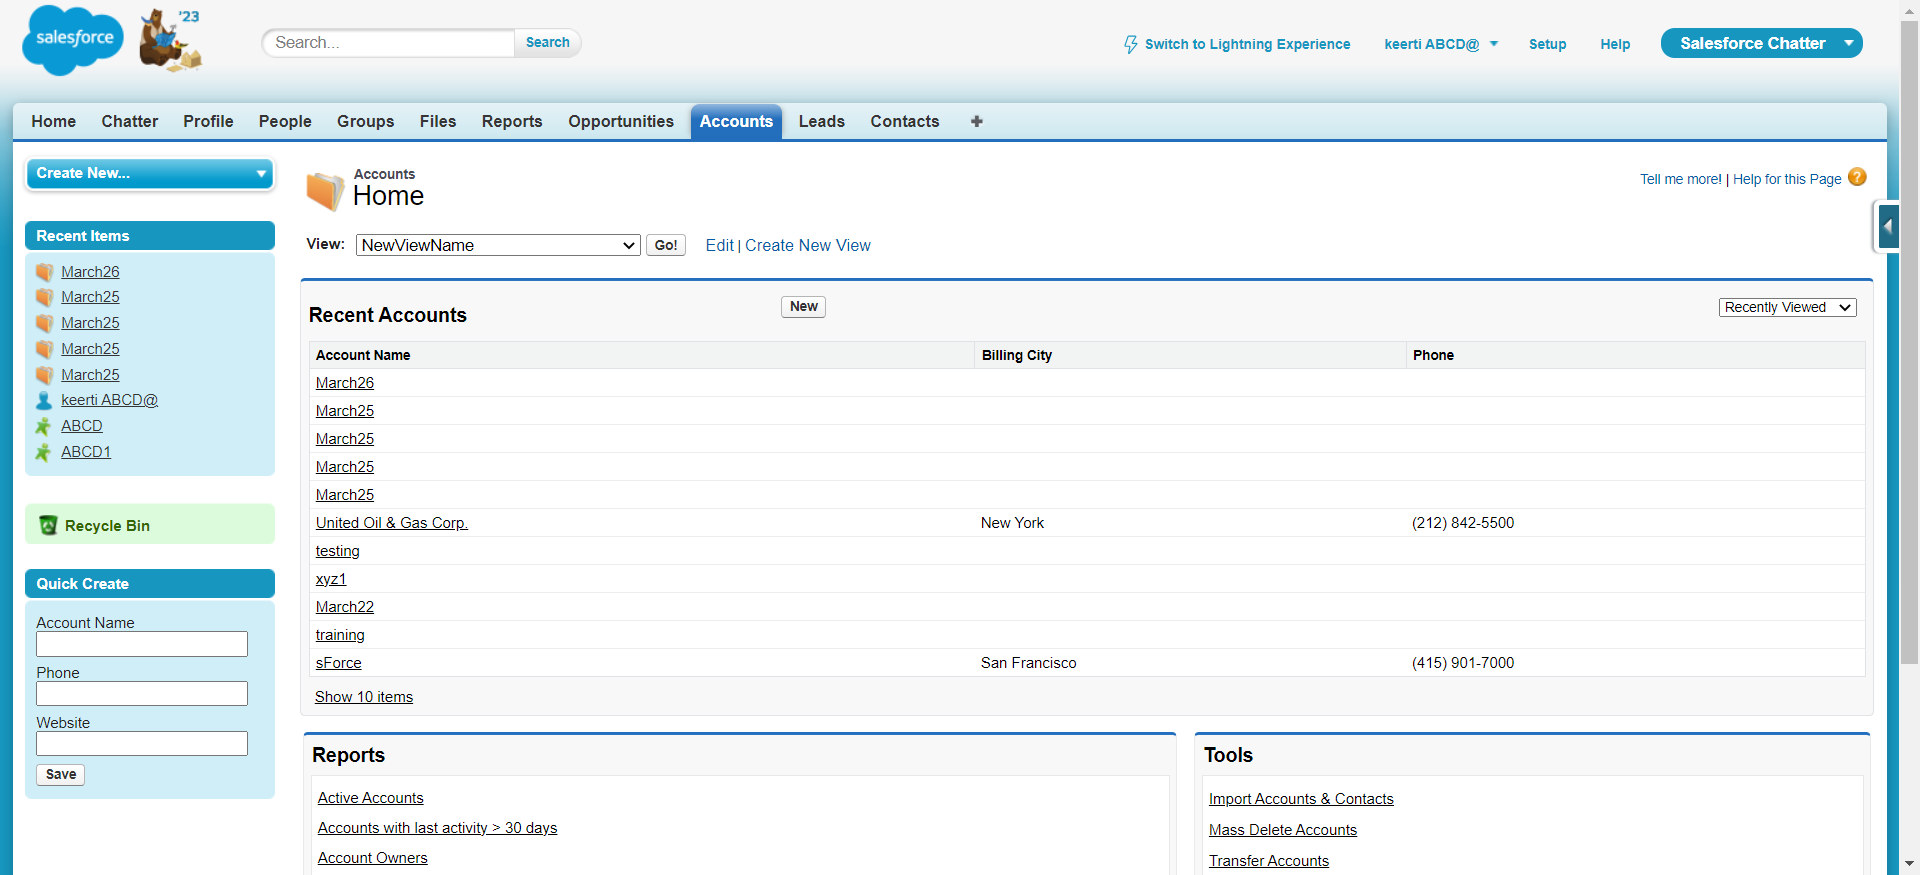 salesforce
'23
Search...
Search
Switch to Lightning Experience
keerti ABCD@
Setup
Help
Salesforce Chatter
Home
Chatter
Profile
People
Groups
Files
Reports
Opportunities
Accounts
Leads
Contacts
Create New...
Recent Items
March26
March25
March25
March25
March25
keerti ABCD@
ABCD
ABCD1
Recycle Bin
Quick Create
Account Name
Phone
Website
Save
Accounts
Home
Tell me more! | Help for this Page ?
View: NewViewName Go! Edit | Create New View
Recent Accounts New Recently Viewed
Account Name Billing City Phone
March26
March25
March25
March25
March25
United Oil & Gas Corp. New York (212) 842-5500
testing
xyz1
March22
training
sForce San Francisco (415) 901-7000
Show 10 items
Reports
Active Accounts
Accounts with last activity > 30 days
Account Owners
Tools
Import Accounts & Contacts
Mass Delete Accounts
Transfer Accounts